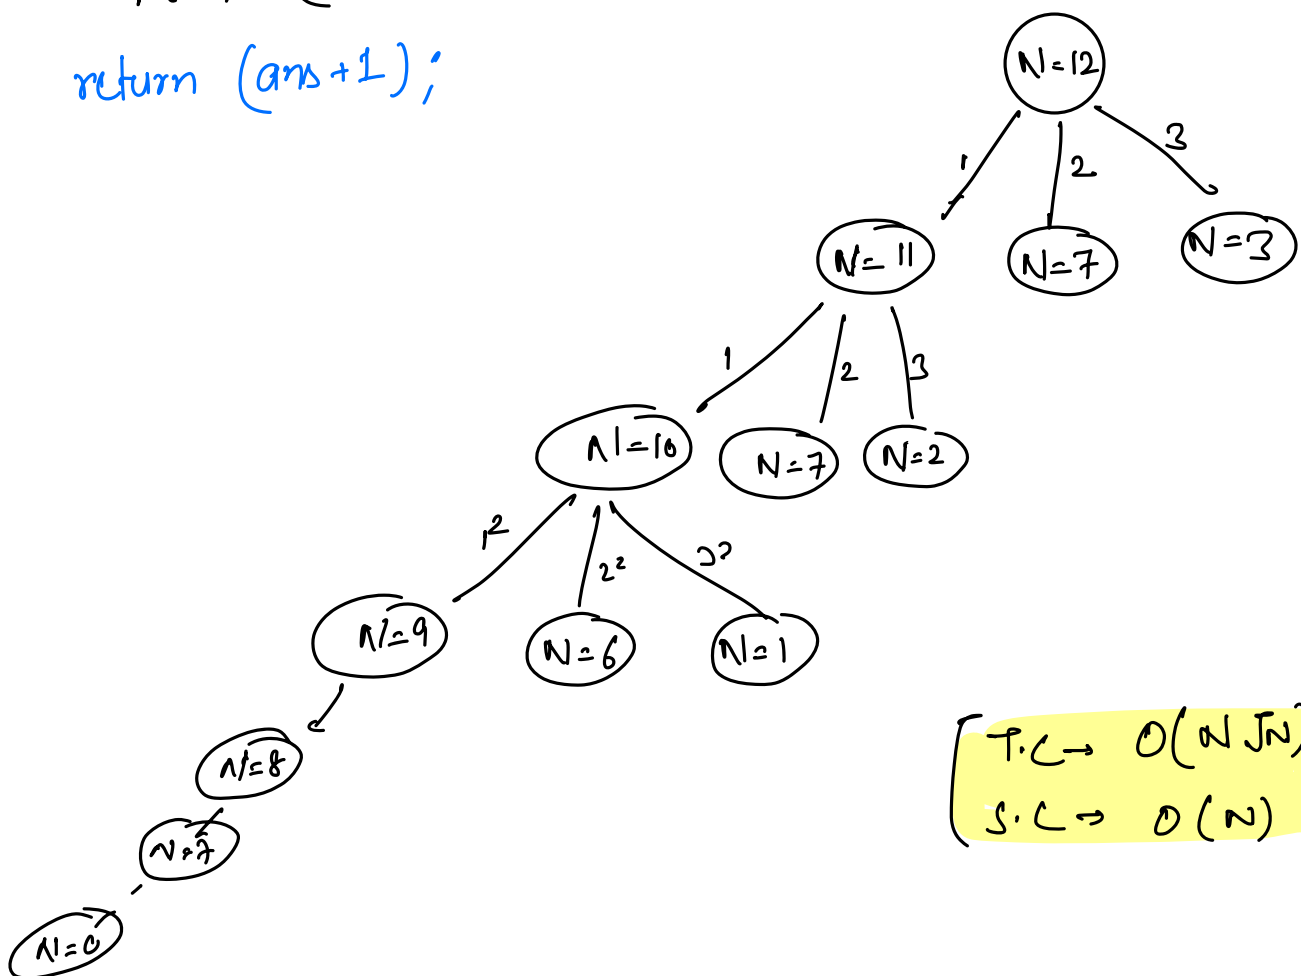 return (ans+1);
N=12
1 2 3
N=11 N=7 N=3
1 2 3
N=10 N=7 N=2
1² 2²
N=9 N=6 N=1
N=8
N=7
N=0
T.C→ O(N√N)
S.C→ O(N)